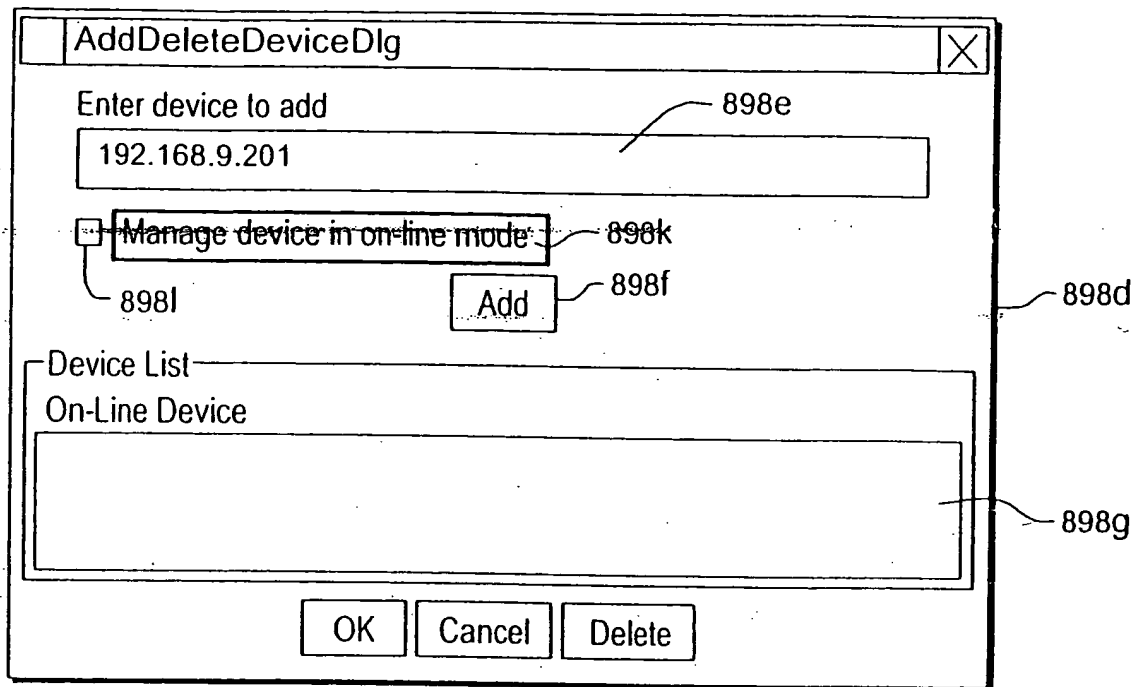 AddDeleteDeviceDlg
Enter device to add
898e
192.168.9.201
Manage device in on-line mode
898k
898l
Add
898f
898d
Device List
On-Line Device
898g
OK
Cancel
Delete